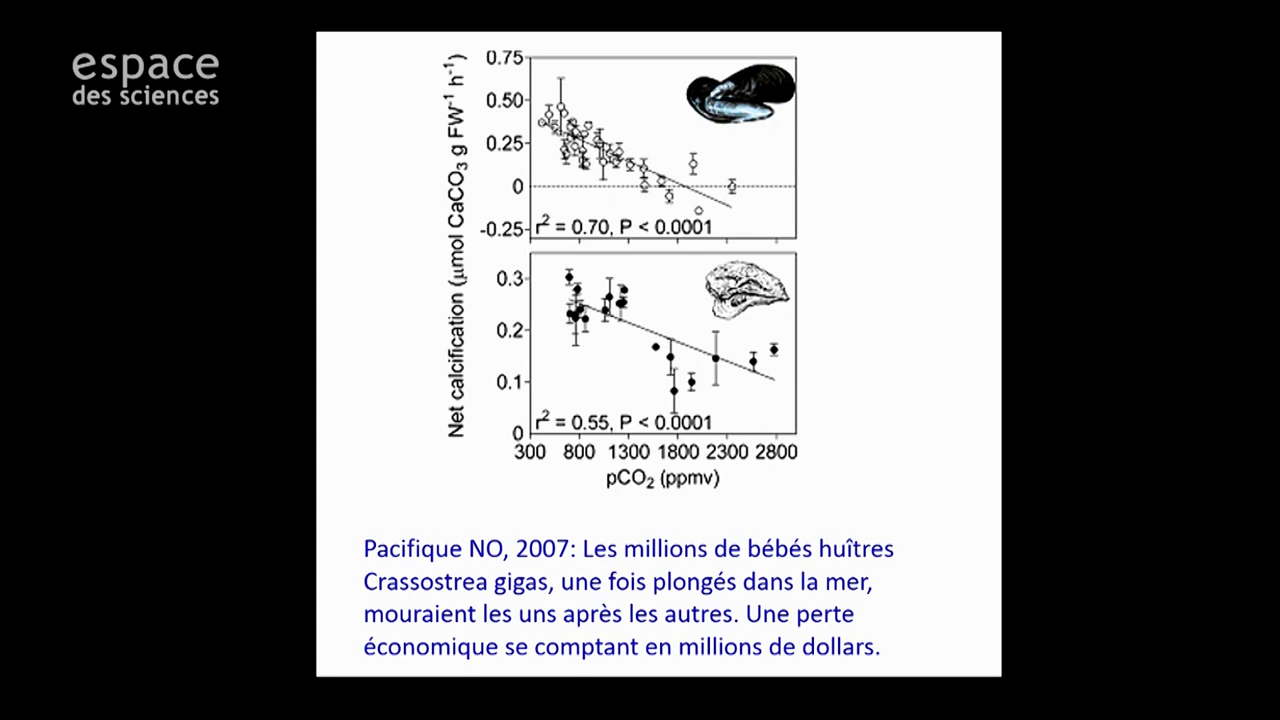 espace
des sciences
Net calcification (µmol CaCO3 g FW-1 h-1)
0.75
0.50
0.25
0
-0.25
r2 = 0.70, P < 0.0001
0.3
0.2
0.1
0
r2 = 0.55, P < 0.0001
300 800 1300 1800 2300 2800
pCO2 (ppmv)
Pacifique NO, 2007: Les millions de bébés huîtres
Crassostrea gigas, une fois plongés dans la mer,
mouraient les uns après les autres. Une perte
économique se comptant en millions de dollars.